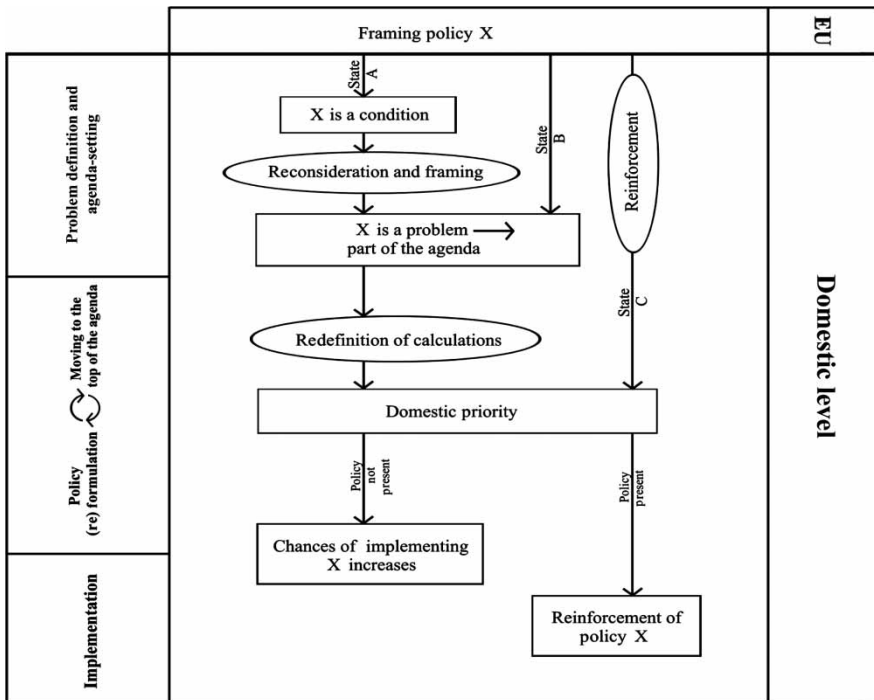 Framing policy X
EU
Problem definition and
agenda-setting
State
A
X is a condition
Reconsideration and framing
State
B
Reinforcement
X is a problem
part of the agenda
State
C
Domestic level
Policy
(re) formulation
Moving to the
top of the agenda
Redefinition of calculations
Domestic priority
Policy
not
present
Policy
present
Chances of implementing
X increases
Implementation
Reinforcement of
policy X